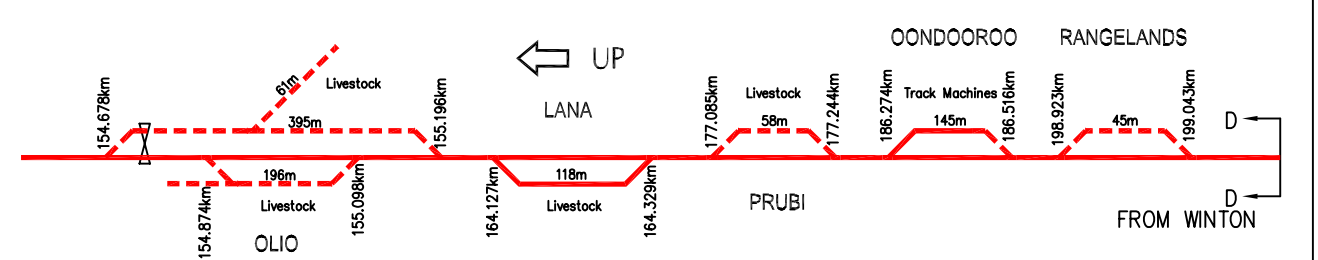 OONDOOROO
RANGELANDS
UP
61m
Livestock
LANA
154.678km
395m
155.196km
177.085km
Livestock
58m
177.244km
186.274km
Track Machines
145m
186.516km
198.923km
45m
199.043km
D
154.874km
196m
Livestock
155.098km
OLIO
164.127km
118m
Livestock
164.329km
PRUBI
D
FROM WINTON